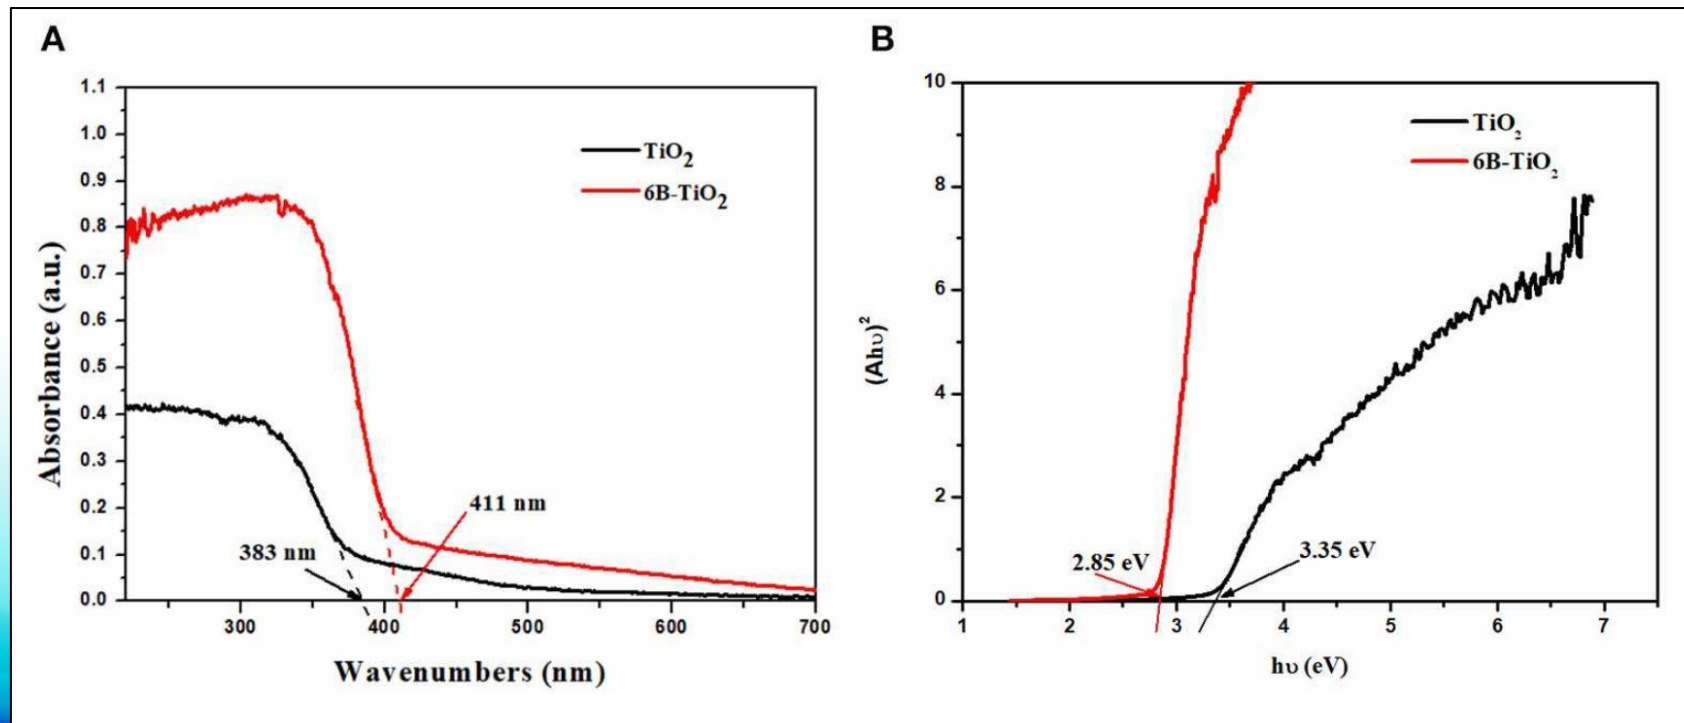 A
1.1
1.0
0.9
0.8
0.7
0.6
0.5
0.4
0.3
0.2
0.1
0.0
Absorbance (a.u.)
TiO₂
6B-TiO₂
411 nm
383 nm
300 400 500 600 700
Wavenumbers (nm)
B
10
8
6
4
2
0
(Ahυ)²
TiO₂
6B-TiO₂
2.85 eV
3.35 eV
1 2 3 4 5 6 7
hυ (eV)